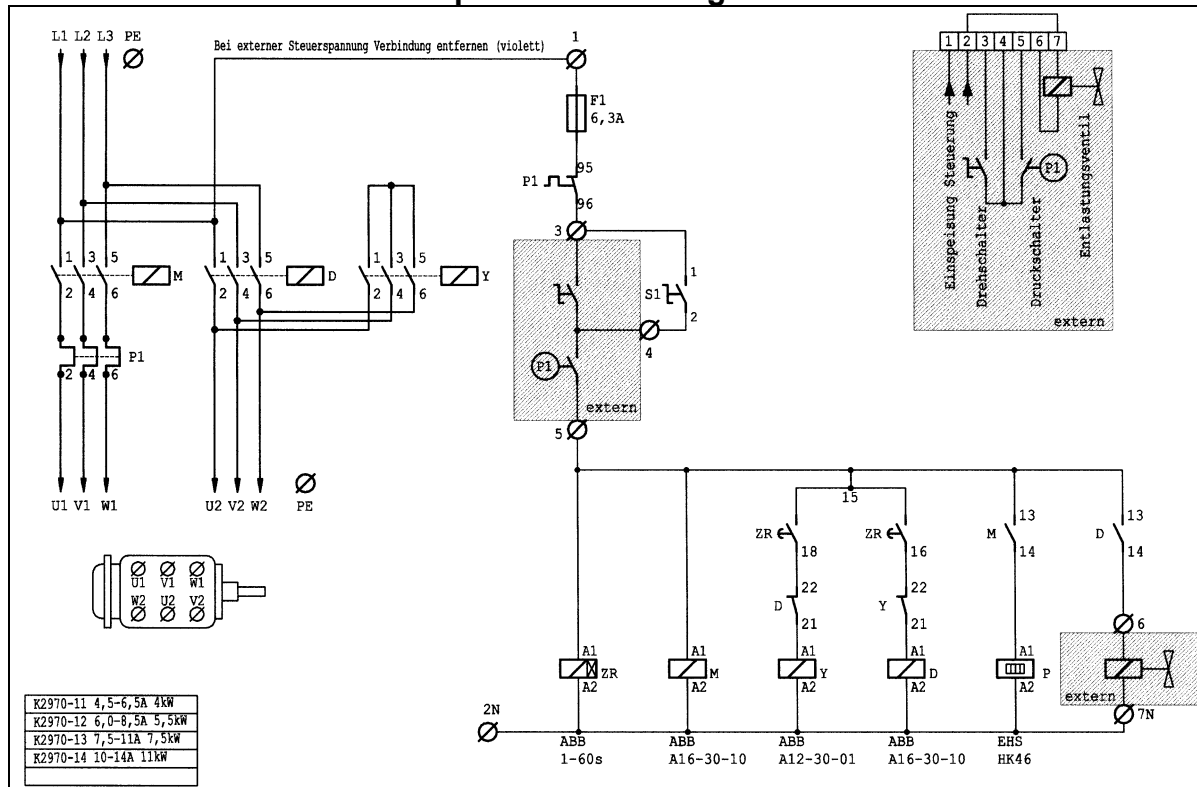 L1 L2 L3 PE
Bei externer Steuerspannung Verbindung entfernen (violett)
1
F1
6,3A
95
P1
96
3
1
S1
2
4
P1
extern
5
1 3 5
M
2 4 6
1 3 5
D
2 4 6
1 3 5
Y
2 4 6
P1
2 4 6
U1 V1 W1
U2 V2 W2
PE
U1 V1 W1
W2 U2 V2
1 2 3 4 5 6 7
Einspeisung Steuerung
Drehschalter
Druckschalter
P1
Entlastungsventil
extern
15
ZR
18
ZR
16
M
13
14
D
13
14
D
22
21
Y
22
21
6
A1
ZR
A2
A1
M
A2
A1
Y
A2
A1
D
A2
A1
P
A2
extern
7N
2N
ABB
1-60s
ABB
A16-30-10
ABB
A12-30-01
ABB
A16-30-10
EHS
HK46
K2970-11 4,5-6,5A 4kW
K2970-12 6,0-8,5A 5,5kW
K2970-13 7,5-11A 7,5kW
K2970-14 10-14A 11kW